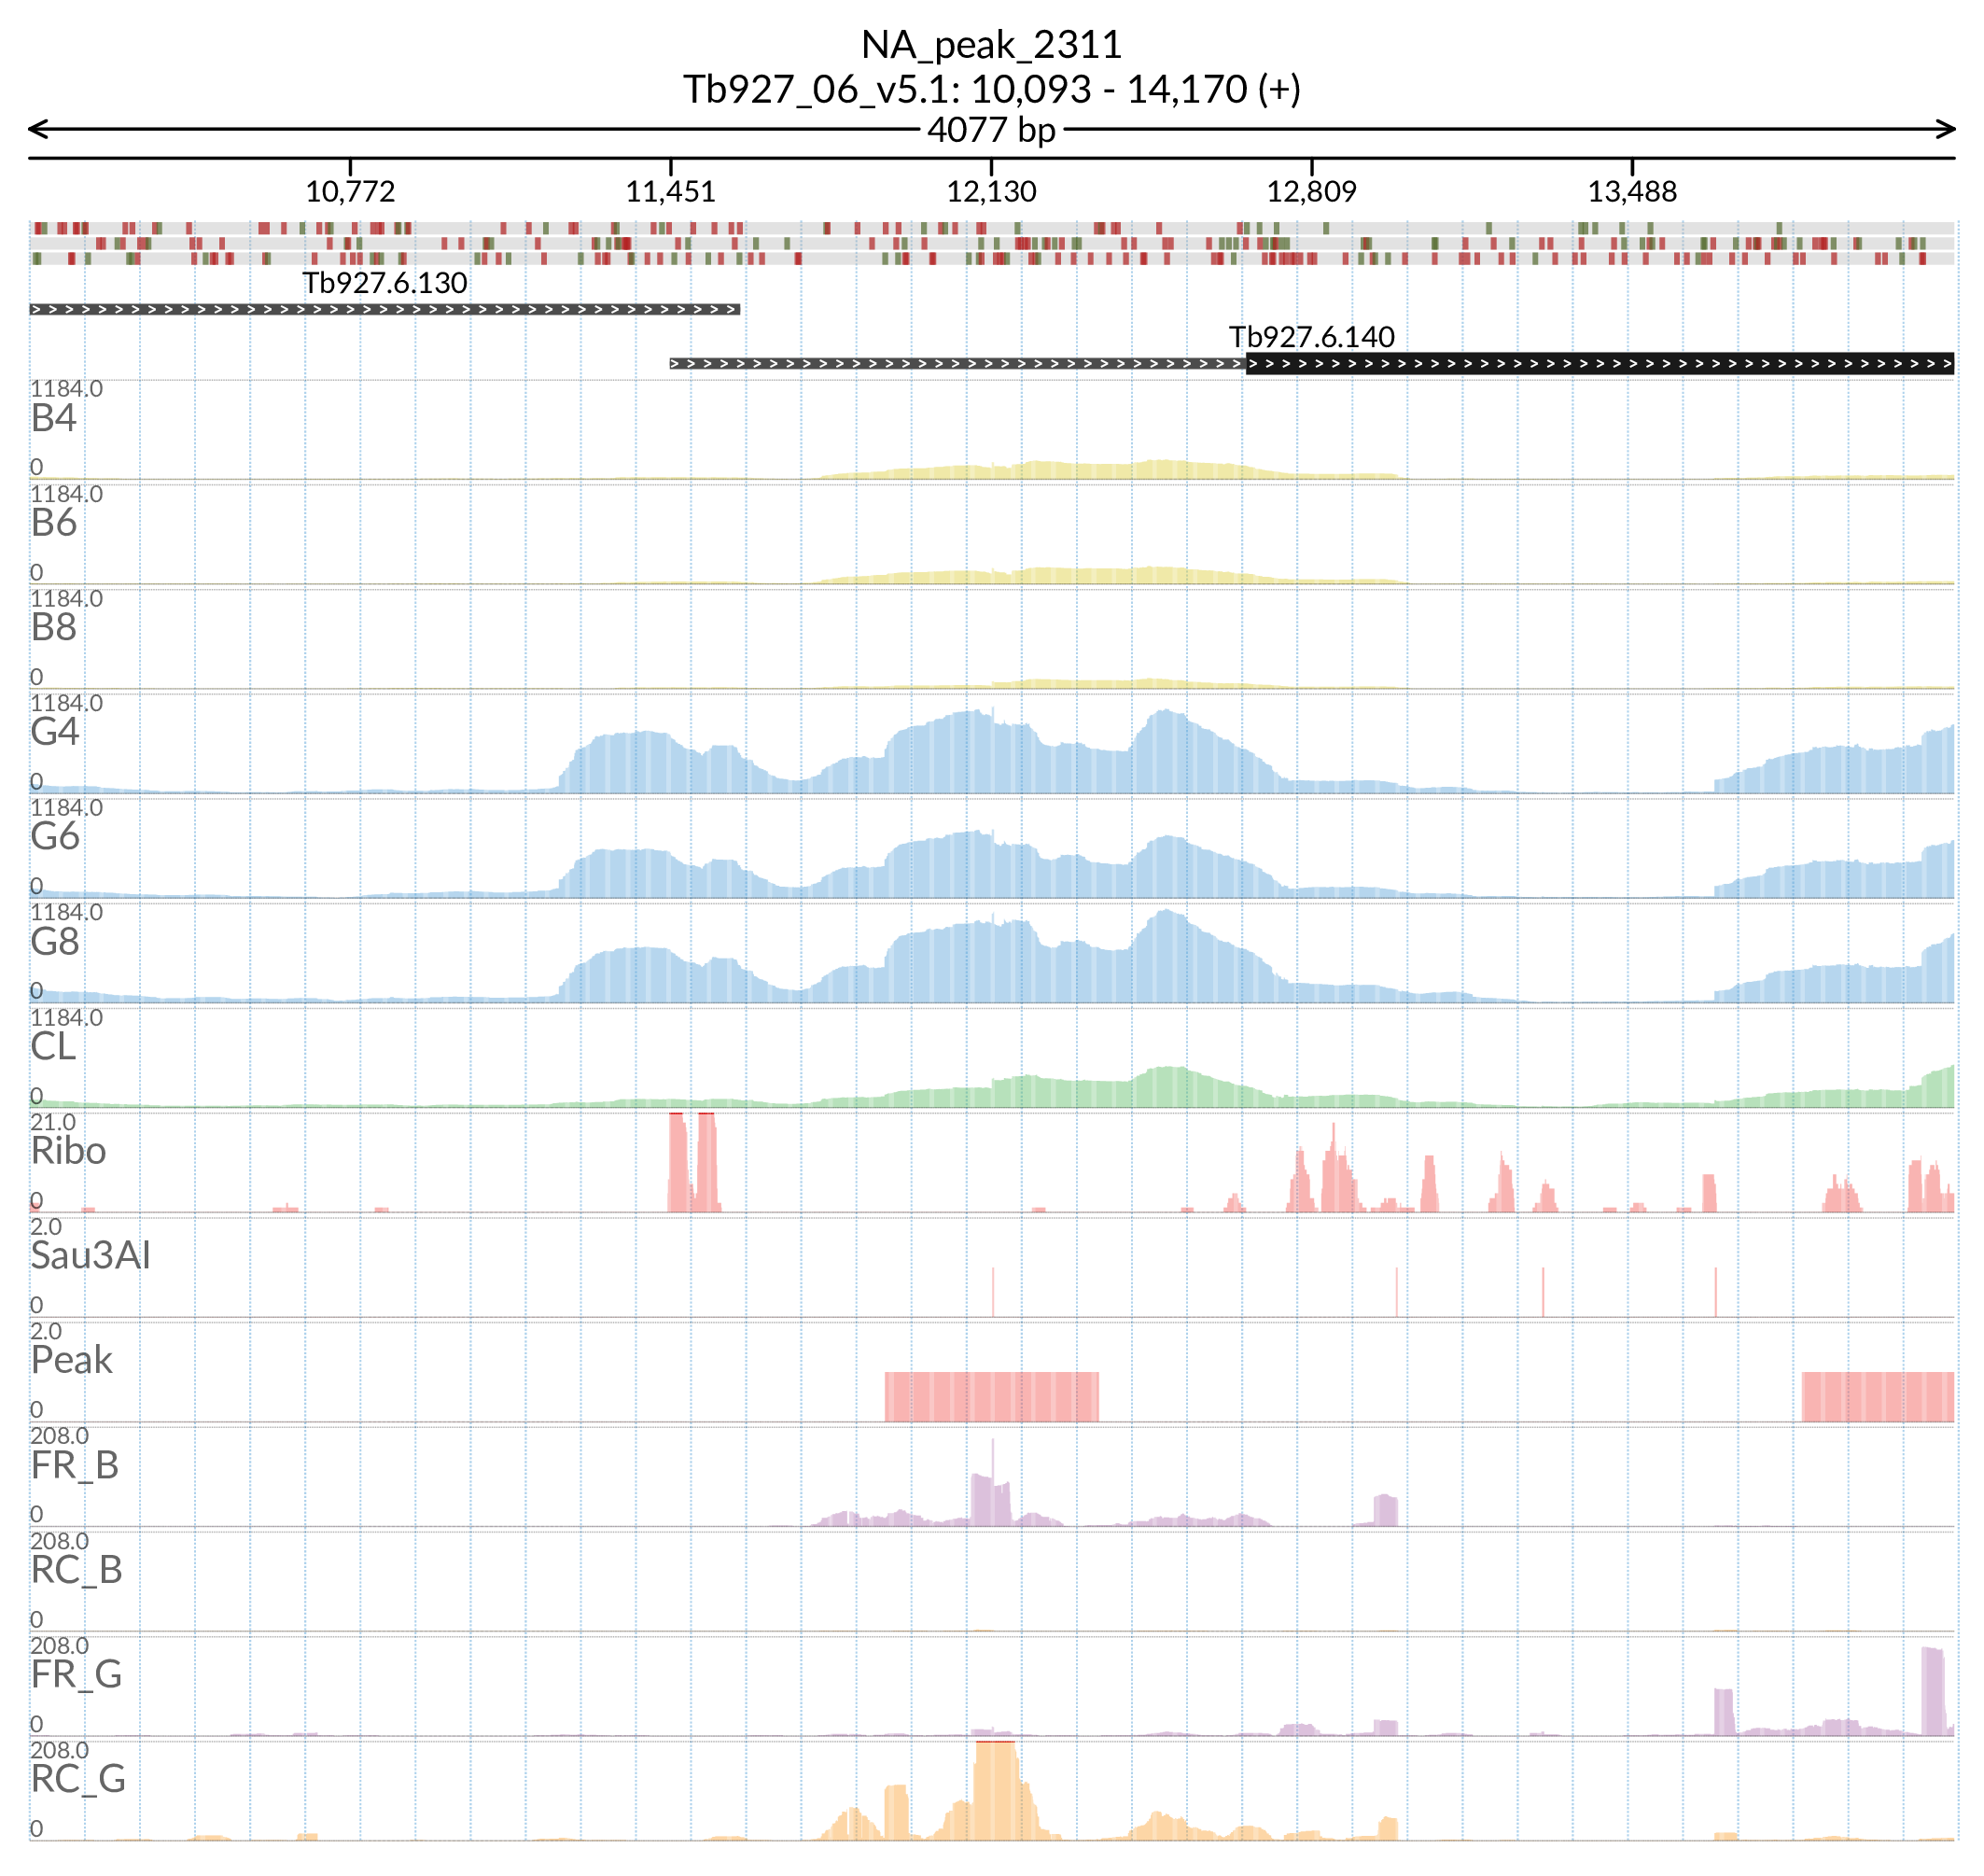 NA_peak_2311
Tb927_06_v5.1: 10,093 - 14,170 (+)
4077 bp
10,772 11,451 12,130 12,809 13,488
Tb927.6.130
Tb927.6.140
1184.0
B4
0
1184.0
B6
0
1184.0
B8
0
1184.0
G4
0
1184.0
G6
0
1184.0
G8
0
1184.0
CL
0
21.0
Ribo
0
2.0
Sau3AI
0
2.0
Peak
0
208.0
FR_B
0
208.0
RC_B
0
208.0
FR_G
0
208.0
RC_G
0